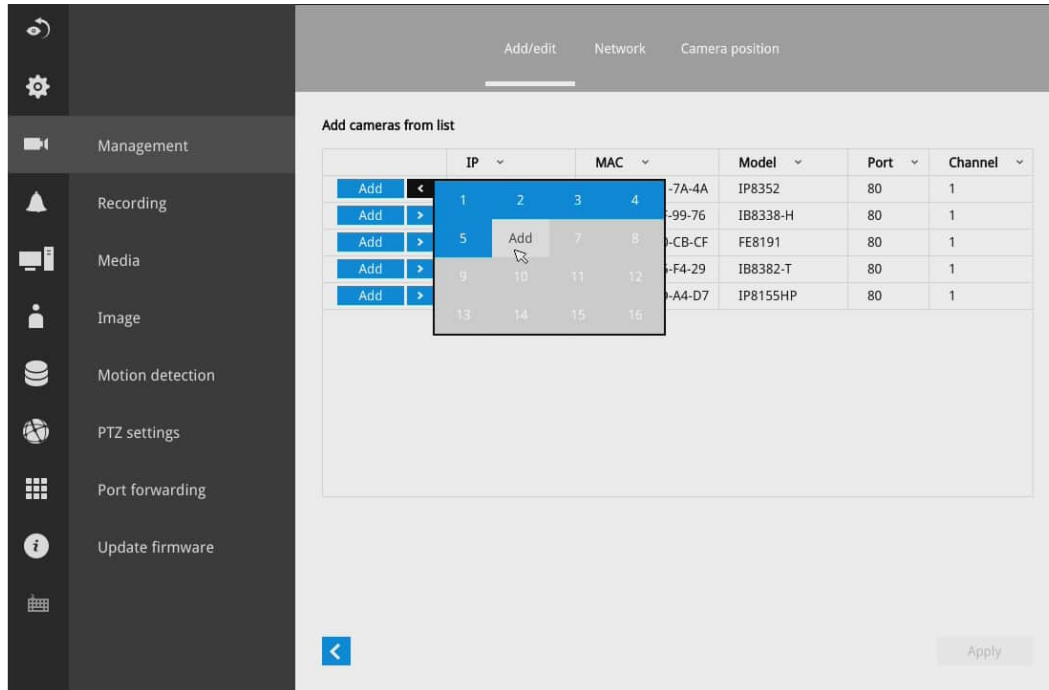 Add/edit Network Camera position
Add cameras from list
Management
Recording
Media
Image
Motion detection
PTZ settings
Port forwarding
Update firmware
IP MAC Model Port Channel
Add -7A-4A IP8352 80 1
Add -99-76 IB8338-H 80 1
Add -CB-CF FE8191 80 1
Add -F4-29 IB8382-T 80 1
Add -A4-D7 IP8155HP 80 1
1 2 3 4
5 Add 7 8
9 10 11 12
13 14 15 16
Apply